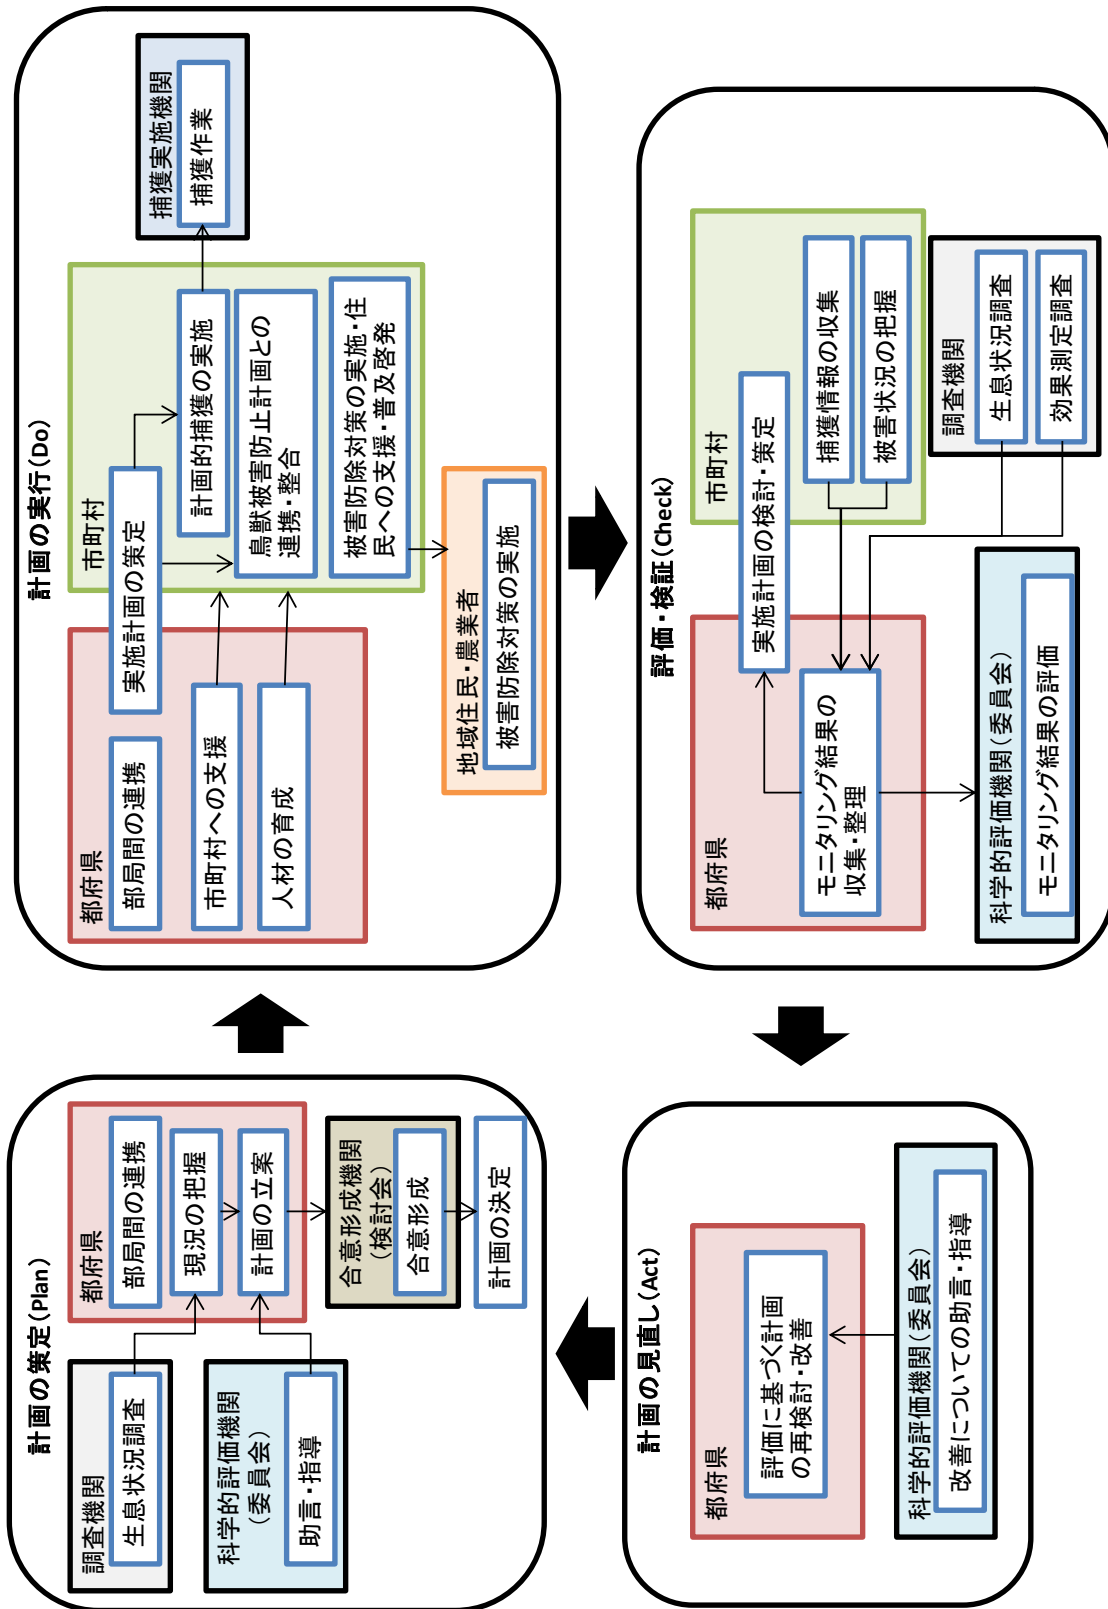 計画の策定(Plan)
調査機関
生息状況調査
科学的評価機関
(委員会)
助言・指導
都府県
部局間の連携
現況の把握
計画の立案
合意形成機関
(検討会)
合意形成
計画の決定
計画の実行(Do)
都府県
部局間の連携
市町村への支援
人材の育成
市町村
実施計画の策定
計画的捕獲の実施
鳥獣被害防止計画との
連携・整合
被害防除対策の実施・住
民への支援・普及啓発
捕獲実施機関
捕獲作業
地域住民・農業者
被害防除対策の実施
計画の見直し(Act)
都府県
評価に基づく計画
の再検討・改善
科学的評価機関(委員会)
改善についての助言・指導
評価・検証(Check)
都府県
モニタリング結果の
収集・整理
市町村
実施計画の検討・策定
捕獲情報の収集
被害状況の把握
科学的評価機関(委員会)
モニタリング結果の評価
調査機関
生息状況調査
効果測定調査